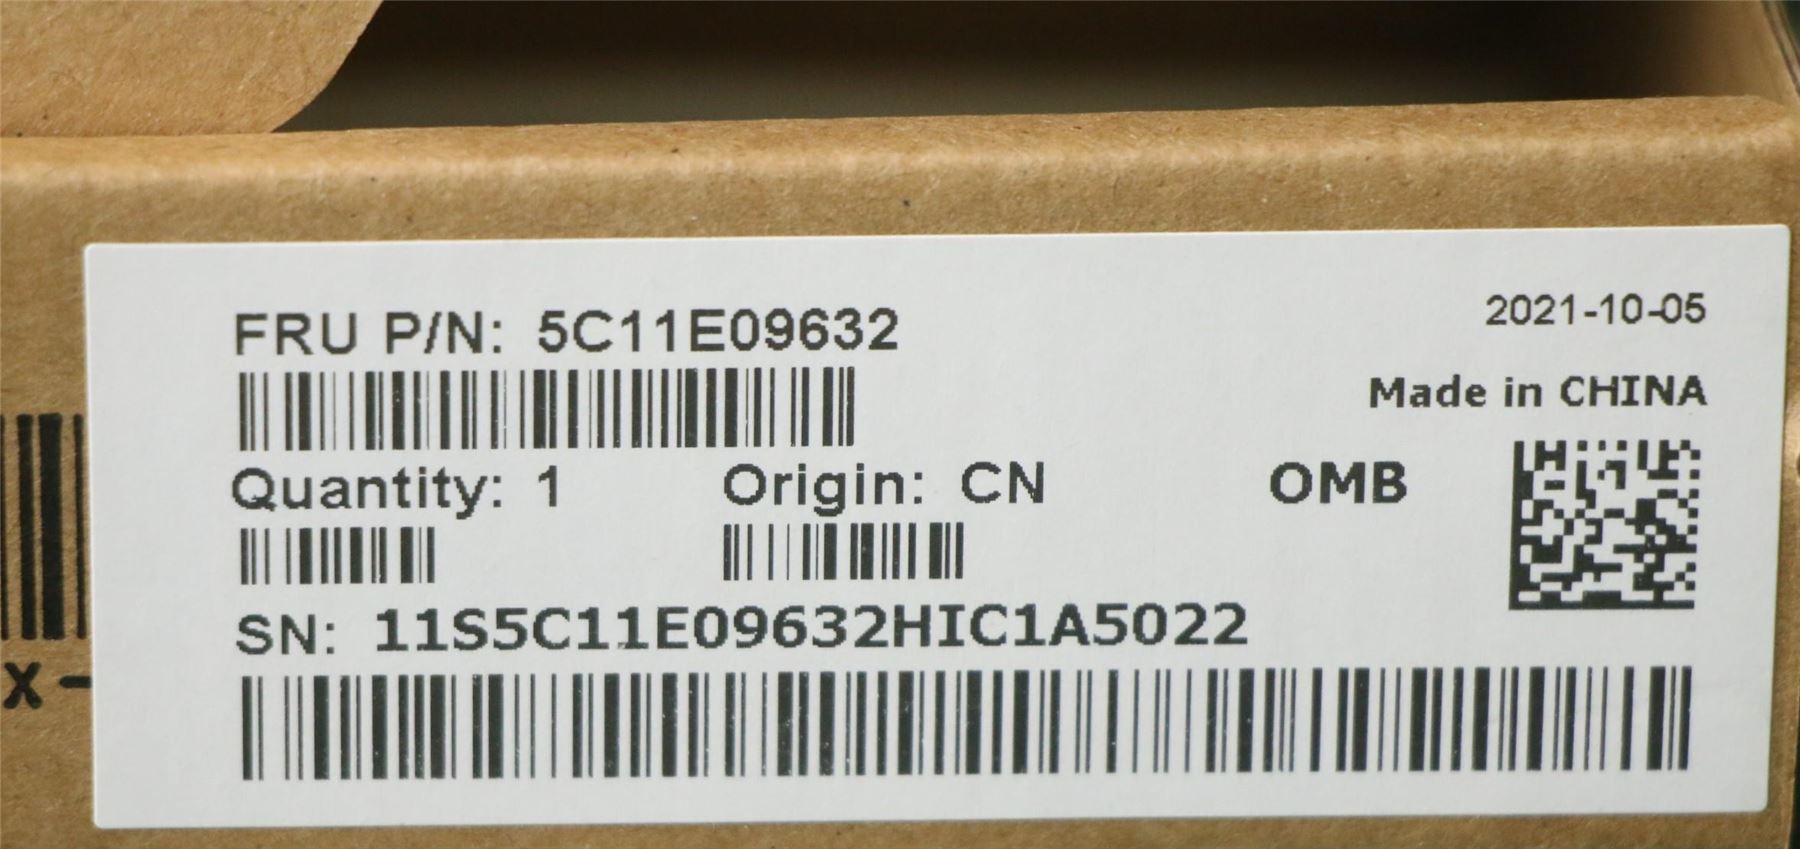 2021-10-05
FRU P/N: 5C11E09632
Made in CHINA
Quantity: 1
Origin: CN
OMB
SN: 11S5C11E09632HIC1A5022
X-